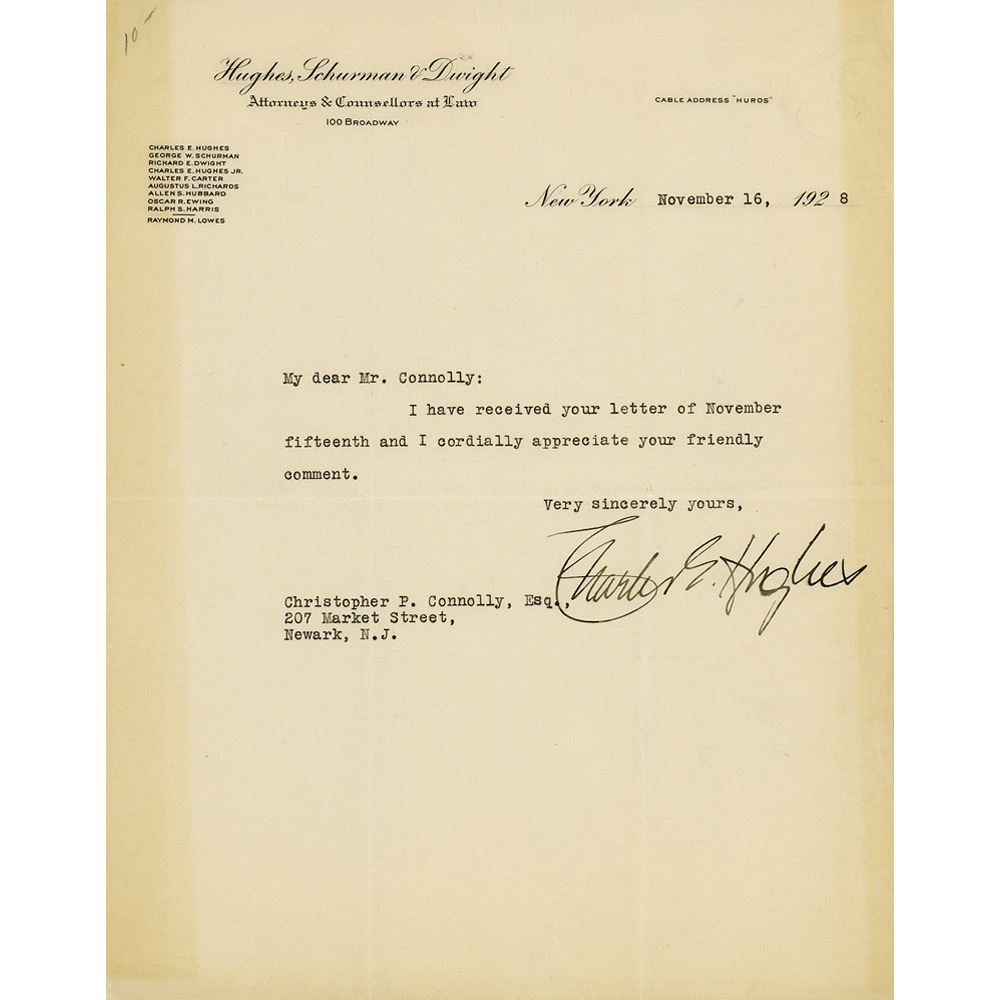 10
Hughes, Schurman & Dwight
Attorneys & Counsellors at Law
100 BROADWAY
CABLE ADDRESS "HUROS"
CHARLES E. HUGHES
GEORGE W. SCHURMAN
RICHARD E. DWIGHT
CHARLES E. HUGHES JR.
WALTER F. CARTER
AUGUSTUS L. RICHARDS
ALLEN S. HUBBARD
OSCAR R. EWING
RALPH S. HARRIS
RAYMOND M. LOWES
New York November 16, 192 8
My dear Mr. Connolly:
I have received your letter of November
fifteenth and I cordially appreciate your friendly
comment.
Very sincerely yours,
Charles E. Hughes
Christopher P. Connolly, Esq.,
207 Market Street,
Newark, N.J.